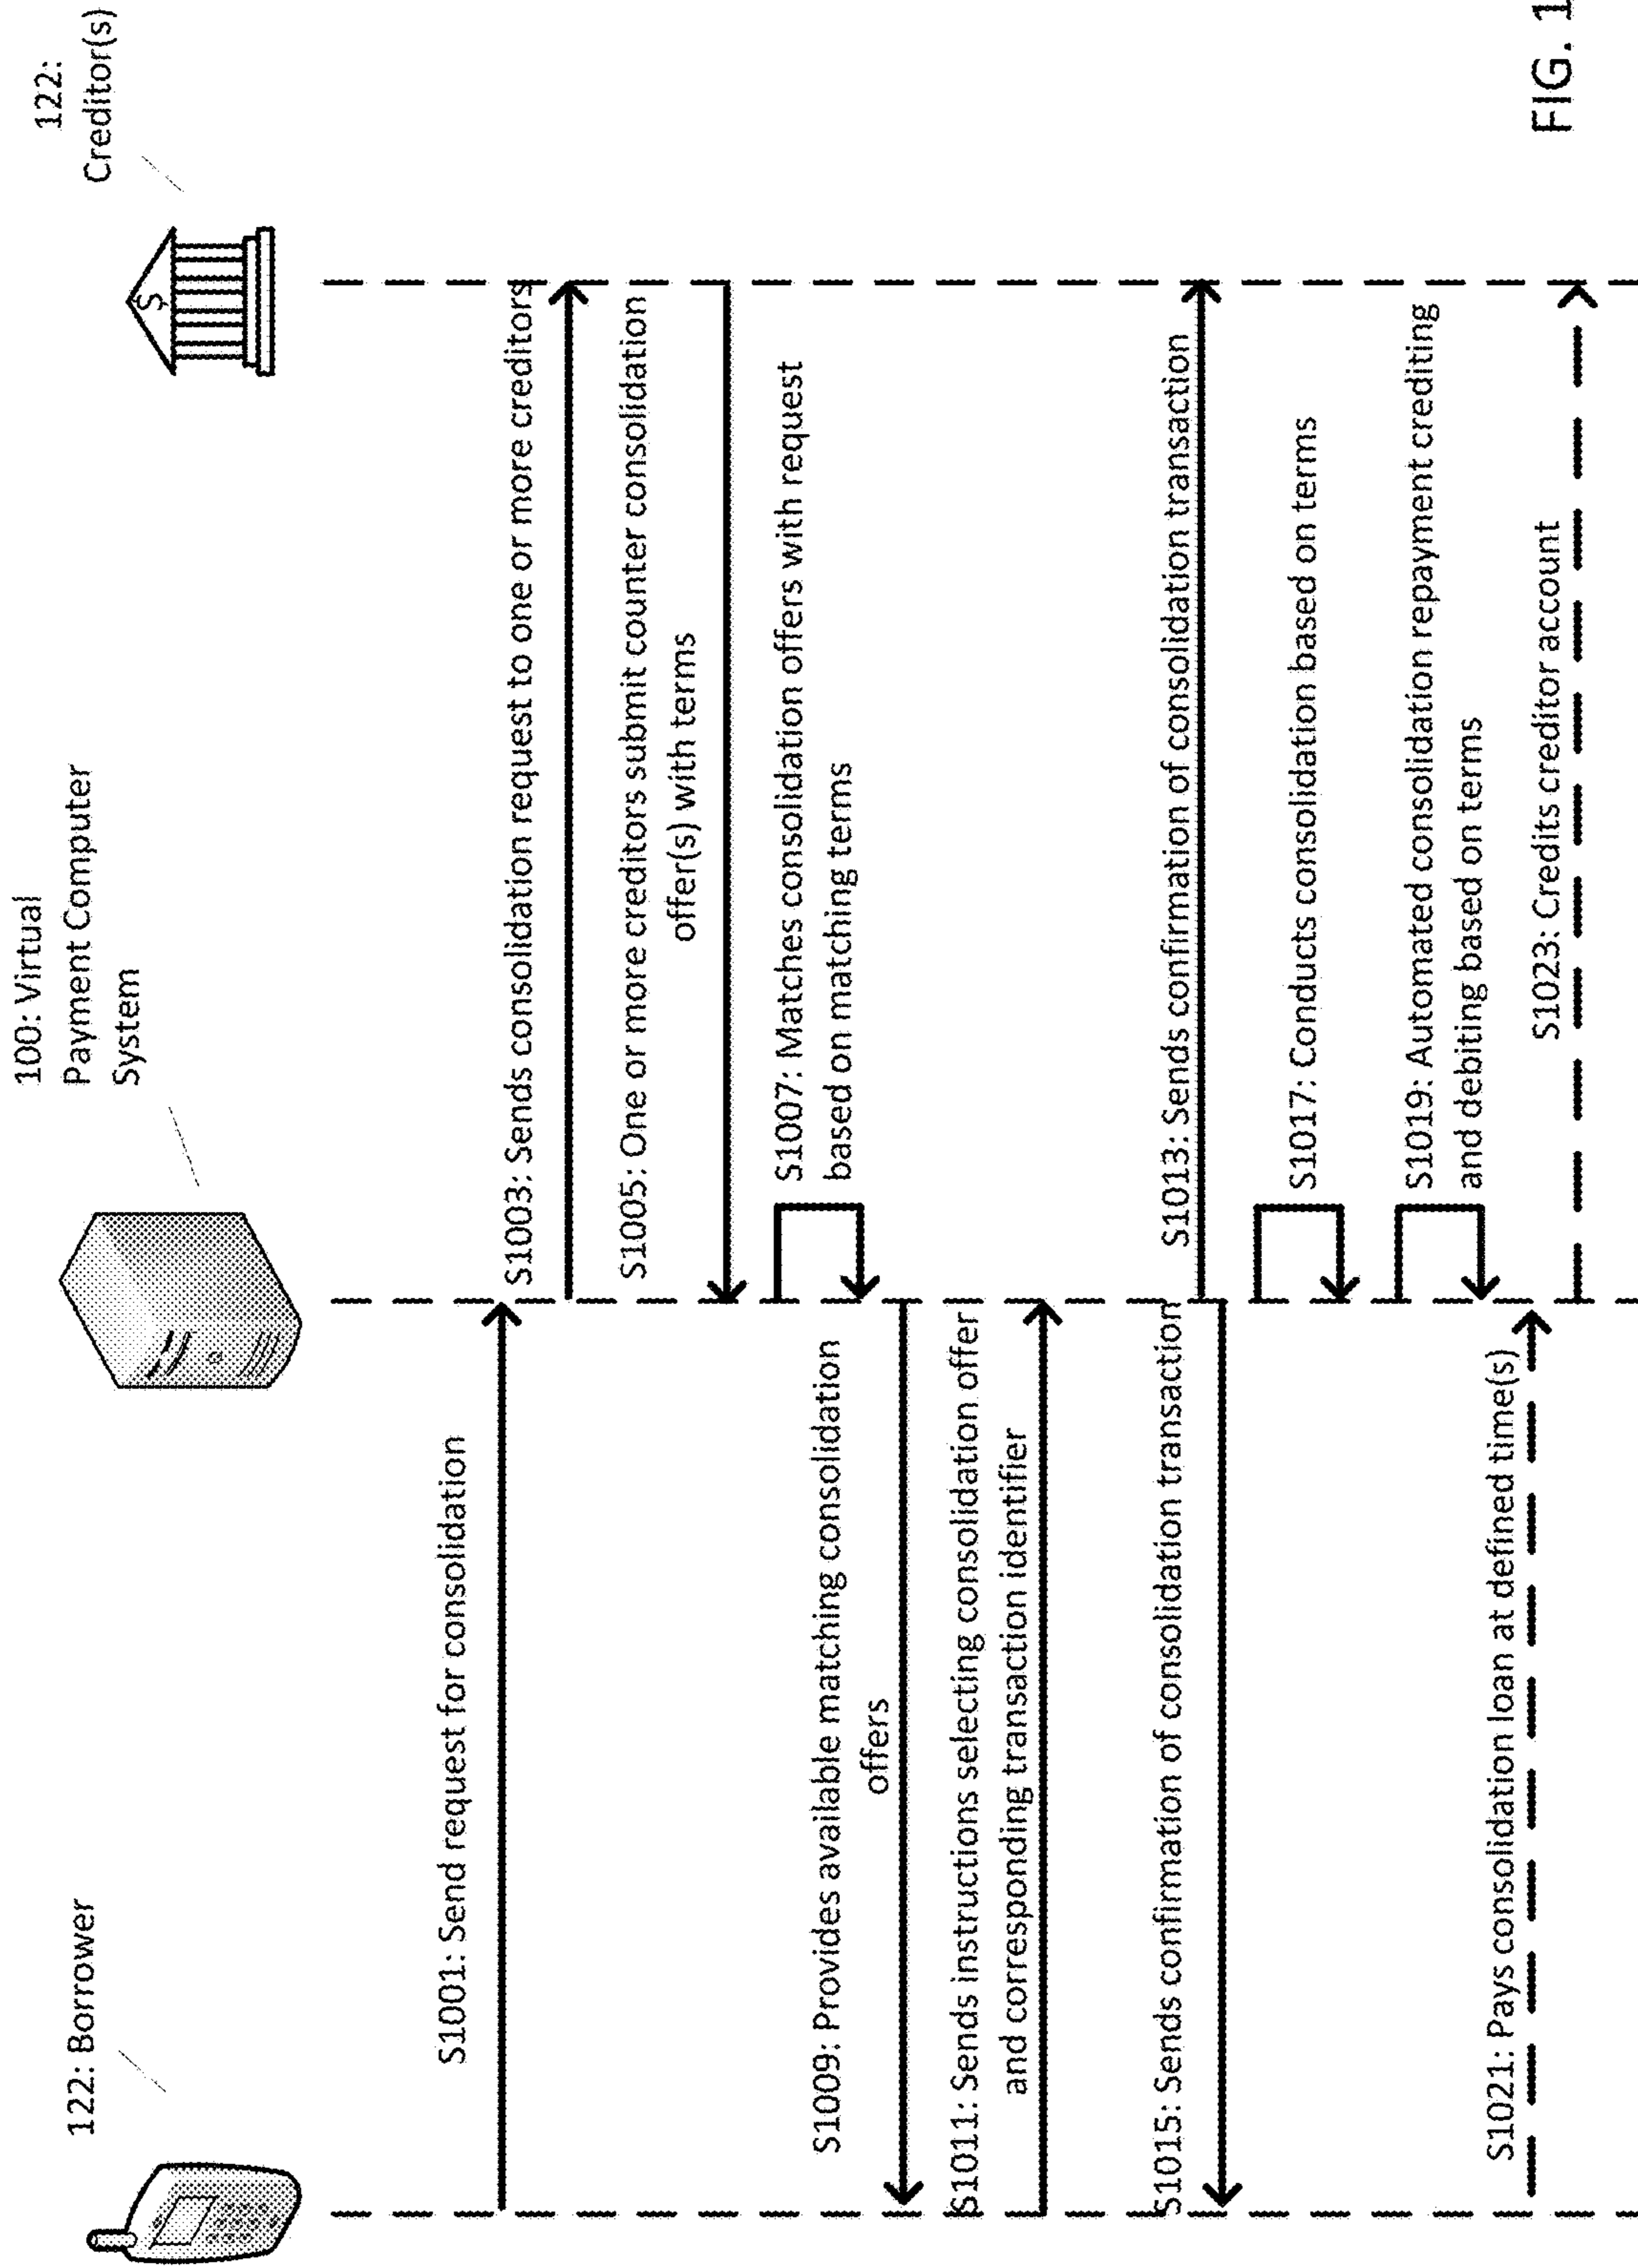 122: Borrower
100: Virtual
Payment Computer
System
122:
Creditor(s)
$
S1001: Send request for consolidation
S1003: Sends consolidation request to one or more creditors
S1005: One or more creditors submit counter consolidation
offer(s) with terms
S1007: Matches consolidation offers with request
based on matching terms
S1009: Provides available matching consolidation
offers
S1011: Sends instructions selecting consolidation offer
and corresponding transaction identifier
S1013: Sends confirmation of consolidation transaction
S1015: Sends confirmation of consolidation transaction
S1017: Conducts consolidation based on terms
S1019: Automated consolidation repayment crediting
and debiting based on terms
S1021: Pays consolidation loan at defined time(s)
S1023: Credits creditor account
FIG. 1